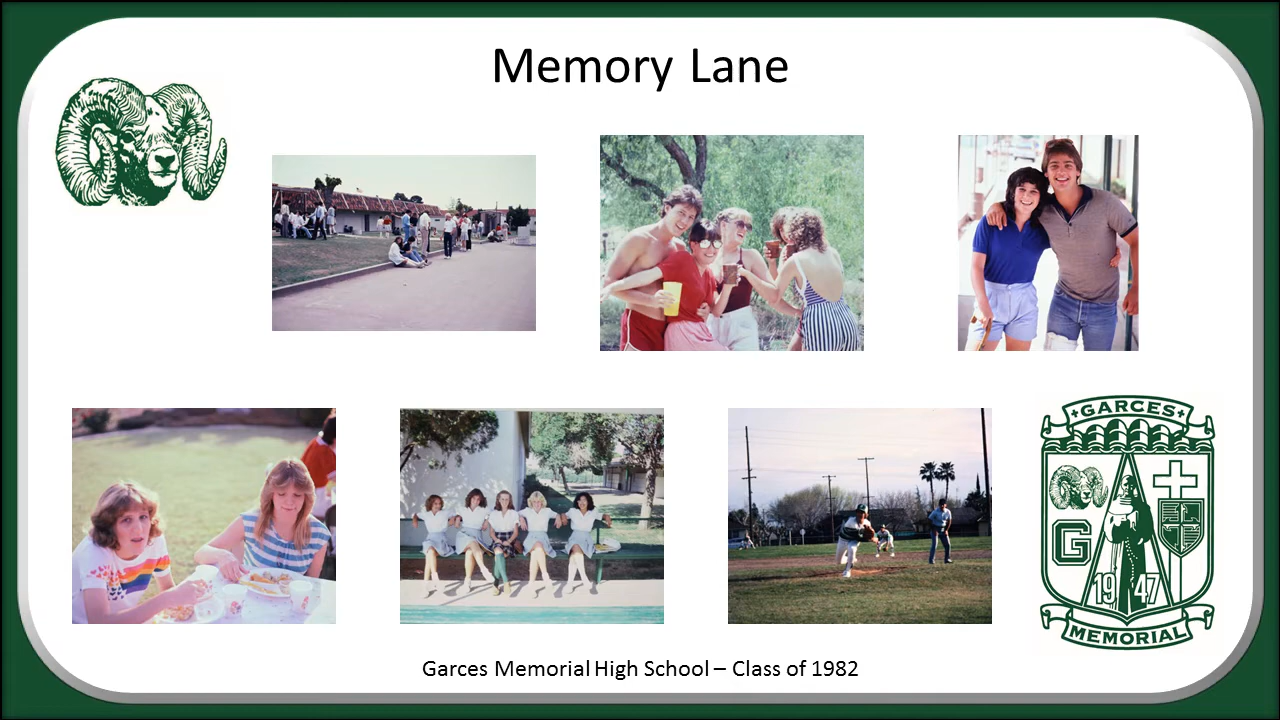 Memory Lane
GARCES
G
19 47
MEMORIAL
Garces Memorial High School – Class of 1982